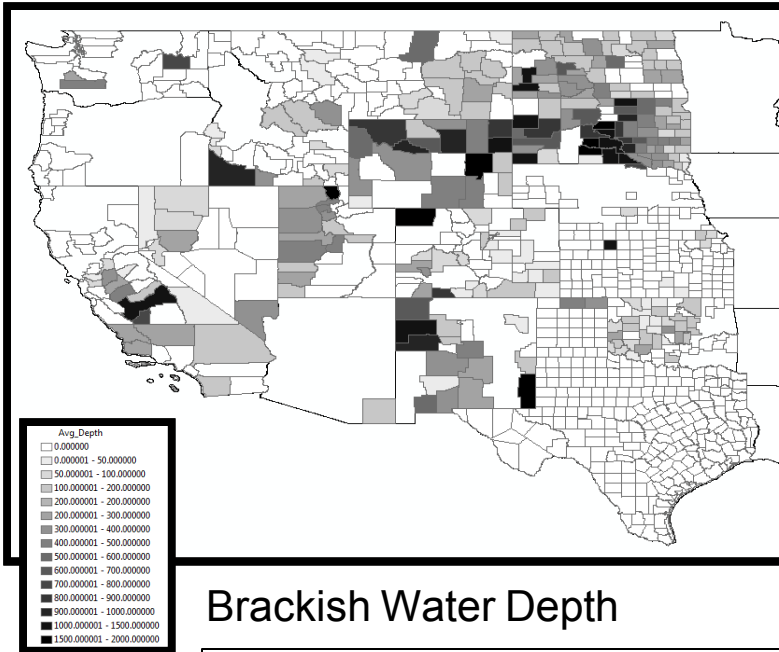 Avg_Depth
0.000000
0.000001 - 50.000000
50.000001 - 100.000000
100.000001 - 200.000000
200.000001 - 200.000000
200.000001 - 300.000000
300.000001 - 400.000000
400.000001 - 500.000000
500.000001 - 600.000000
600.000001 - 700.000000
700.000001 - 800.000000
800.000001 - 900.000000
900.000001 - 1000.000000
1000.000001 - 1500.000000
1500.000001 - 2000.000000
Brackish Water Depth